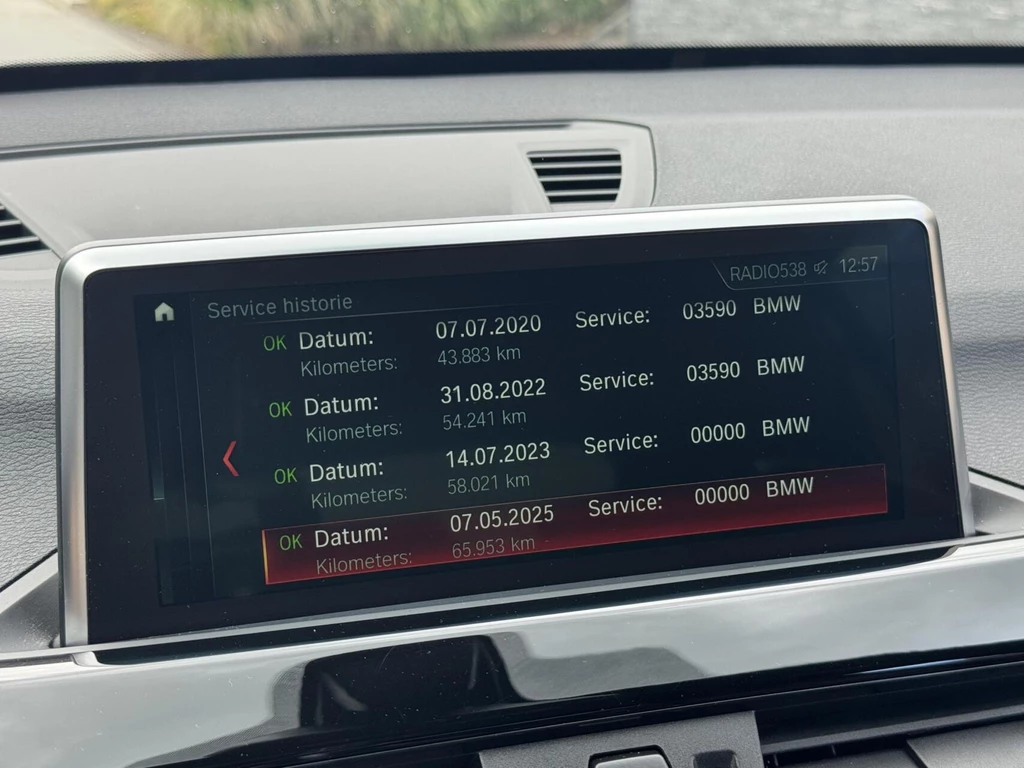 RADIO538 12:57
Service historie
OK Datum: 07.07.2020 Service: 03590 BMW
Kilometers: 43.883 km
OK Datum: 31.08.2022 Service: 03590 BMW
Kilometers: 54.241 km
OK Datum: 14.07.2023 Service: 00000 BMW
Kilometers: 58.021 km
OK Datum: 07.05.2025 Service: 00000 BMW
Kilometers: 65.953 km